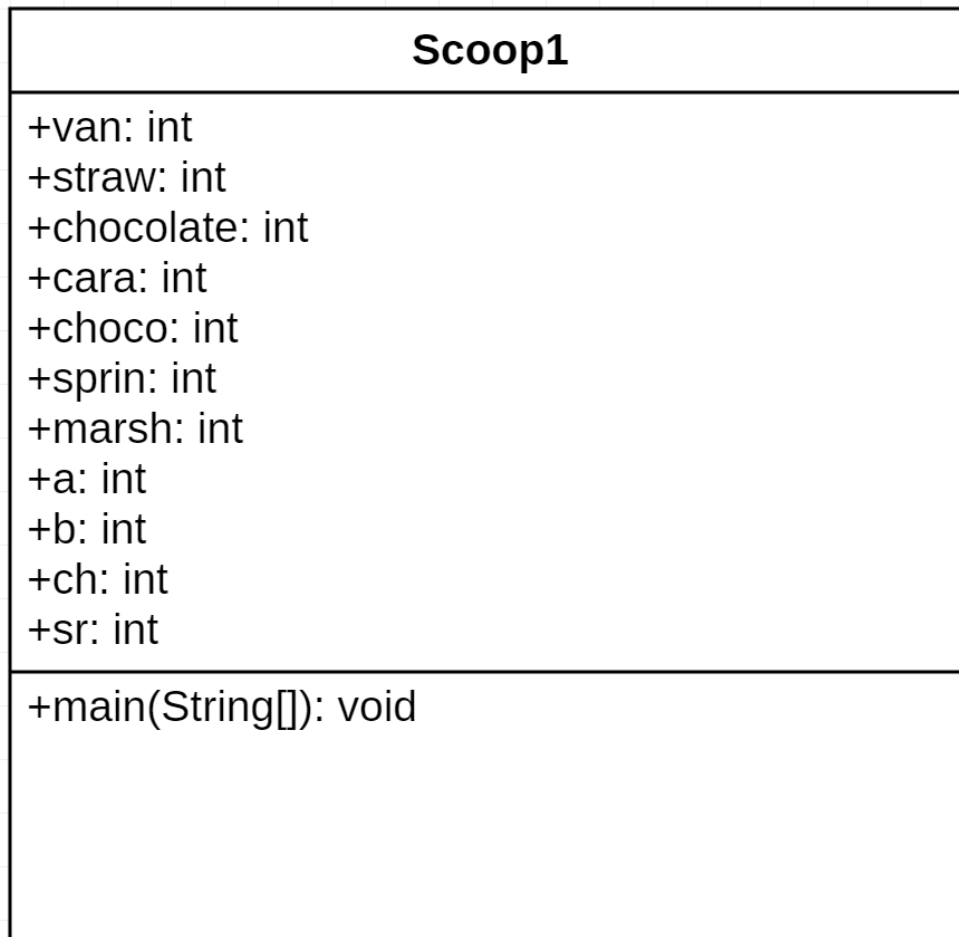 Scoop1
+van: int
+straw: int
+chocolate: int
+cara: int
+choco: int
+sprin: int
+marsh: int
+a: int
+b: int
+ch: int
+sr: int
+main(String[]): void